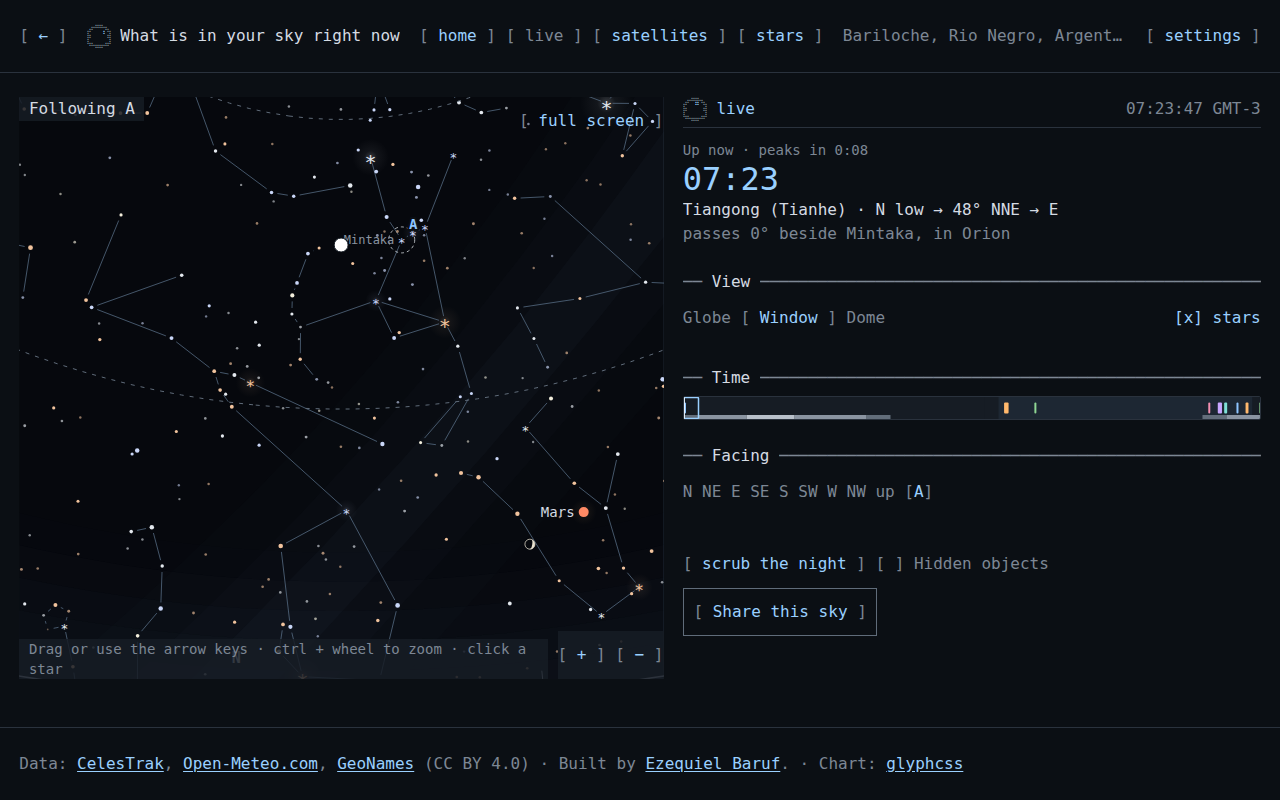 [ ← ] What is in your sky right now [ home ] [ live ] [ satellites ] [ stars ] Bariloche, Rio Negro, Argent… [ settings ]
Following A
[ full screen ]
A
Mintaka
Mars
N
Drag or use the arrow keys · ctrl + wheel to zoom · click a
star
[ + ] [ − ]
live 07:23:47 GMT-3
Up now · peaks in 0:08
07:23
Tiangong (Tianhe) · N low → 48° NNE → E
passes 0° beside Mintaka, in Orion
View
Globe [ Window ] Dome [x] stars
Time
Facing
N NE E SE S SW W NW up [A]
[ scrub the night ] [ ] Hidden objects
[ Share this sky ]
Data: CelesTrak, Open-Meteo.com, GeoNames (CC BY 4.0) · Built by Ezequiel Baruf. · Chart: glyphcss